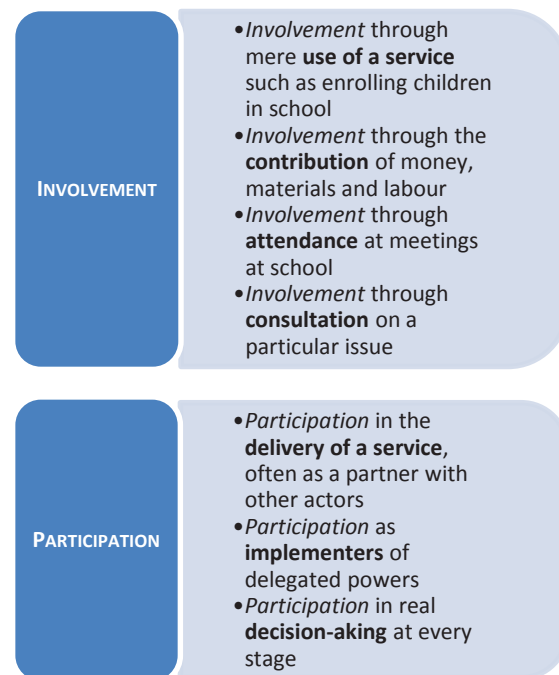 INVOLVEMENT
•Involvement through
mere use of a service
such as enrolling children
in school
•Involvement through the
contribution of money,
materials and labour
•Involvement through
attendance at meetings
at school
•Involvement through
consultation on a
particular issue
PARTICIPATION
•Participation in the
delivery of a service,
often as a partner with
other actors
•Participation as
implementers of
delegated powers
•Participation in real
decision-aking at every
stage